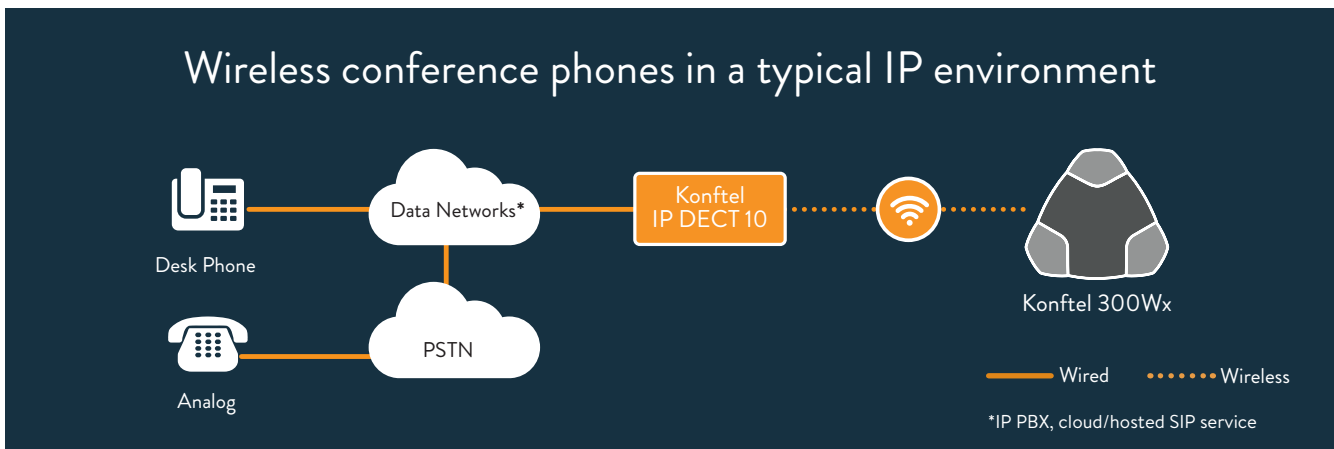 Wireless conference phones in a typical IP environment
Desk Phone
Data Networks*
Konftel
IP DECT 10
Konftel 300Wx
Analog
PSTN
Wired
Wireless
*IP PBX, cloud/hosted SIP service